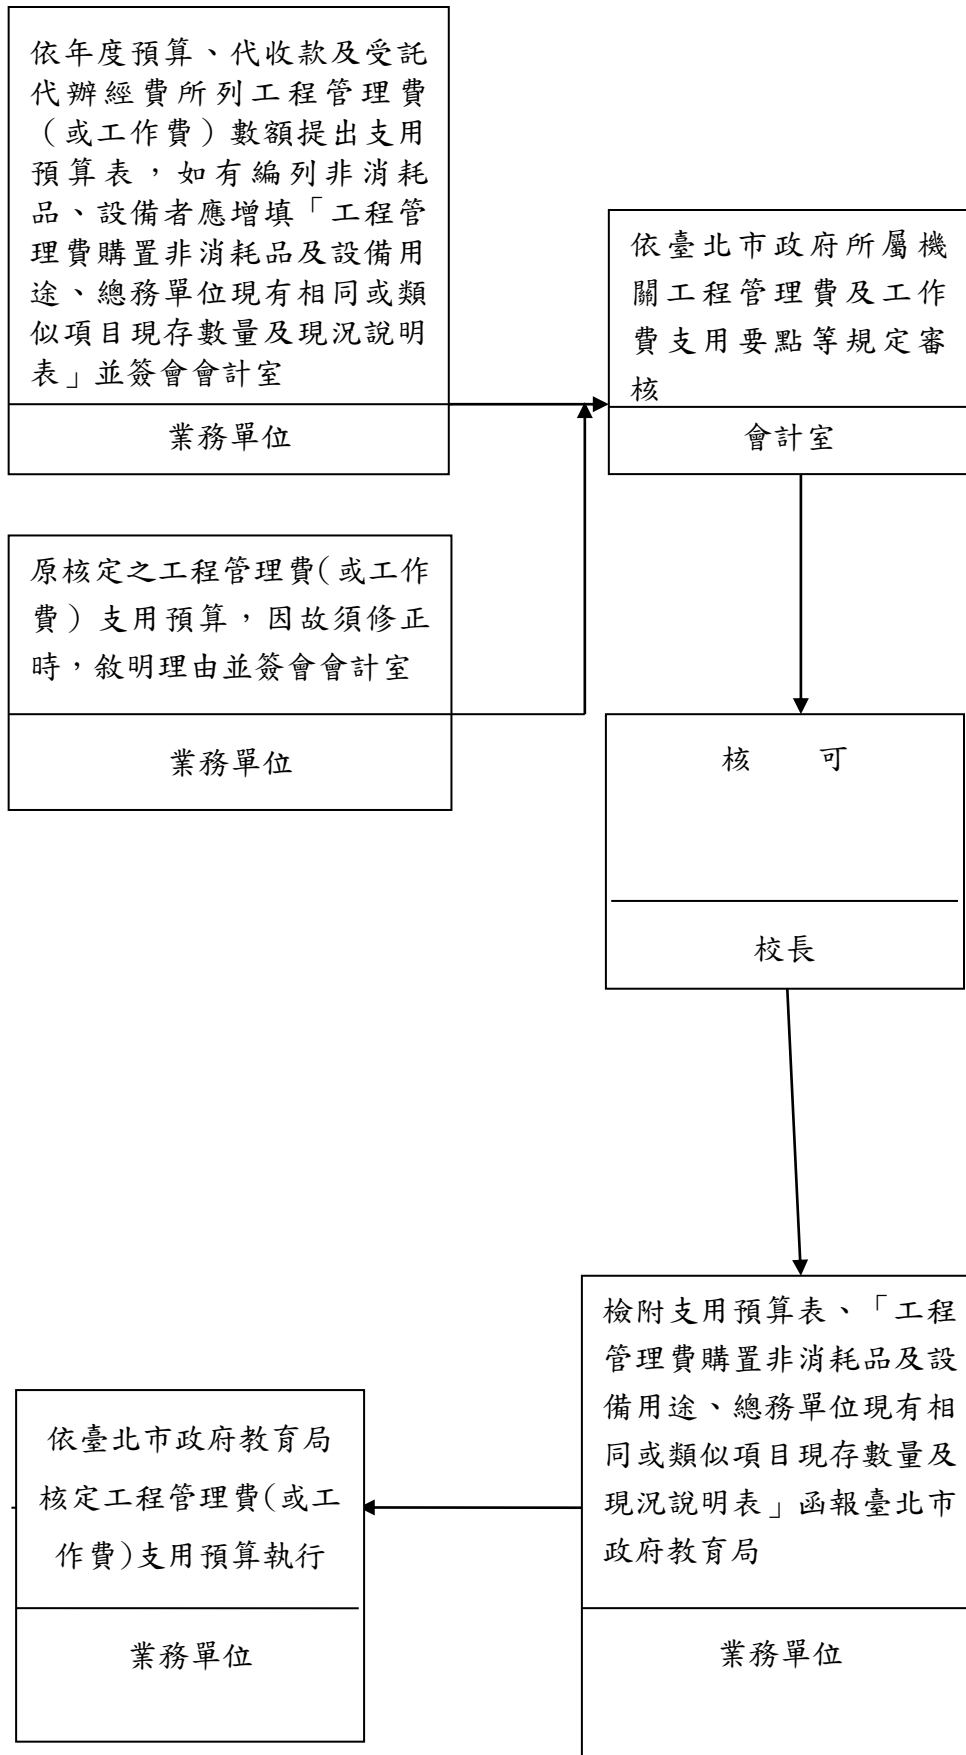 依年度預算、代收款及受託
代辦經費所列工程管理費
（或工作費）數額提出支用
預算表，如有編列非消耗
品、設備者應增填「工程管
理費購置非消耗品及設備用
途、總務單位現有相同或類
似項目現存數量及現況說明
表」並簽會會計室
業務單位
依臺北市政府所屬機
關工程管理費及工作
費支用要點等規定審
核
會計室
原核定之工程管理費(或工作
費）支用預算，因故須修正
時，敘明理由並簽會會計室
業務單位
核　可
校長
檢附支用預算表、「工程
管理費購置非消耗品及設
備用途、總務單位現有相
同或類似項目現存數量及
現況說明表」函報臺北市
政府教育局
業務單位
依臺北市政府教育局
核定工程管理費(或工
作費)支用預算執行
業務單位